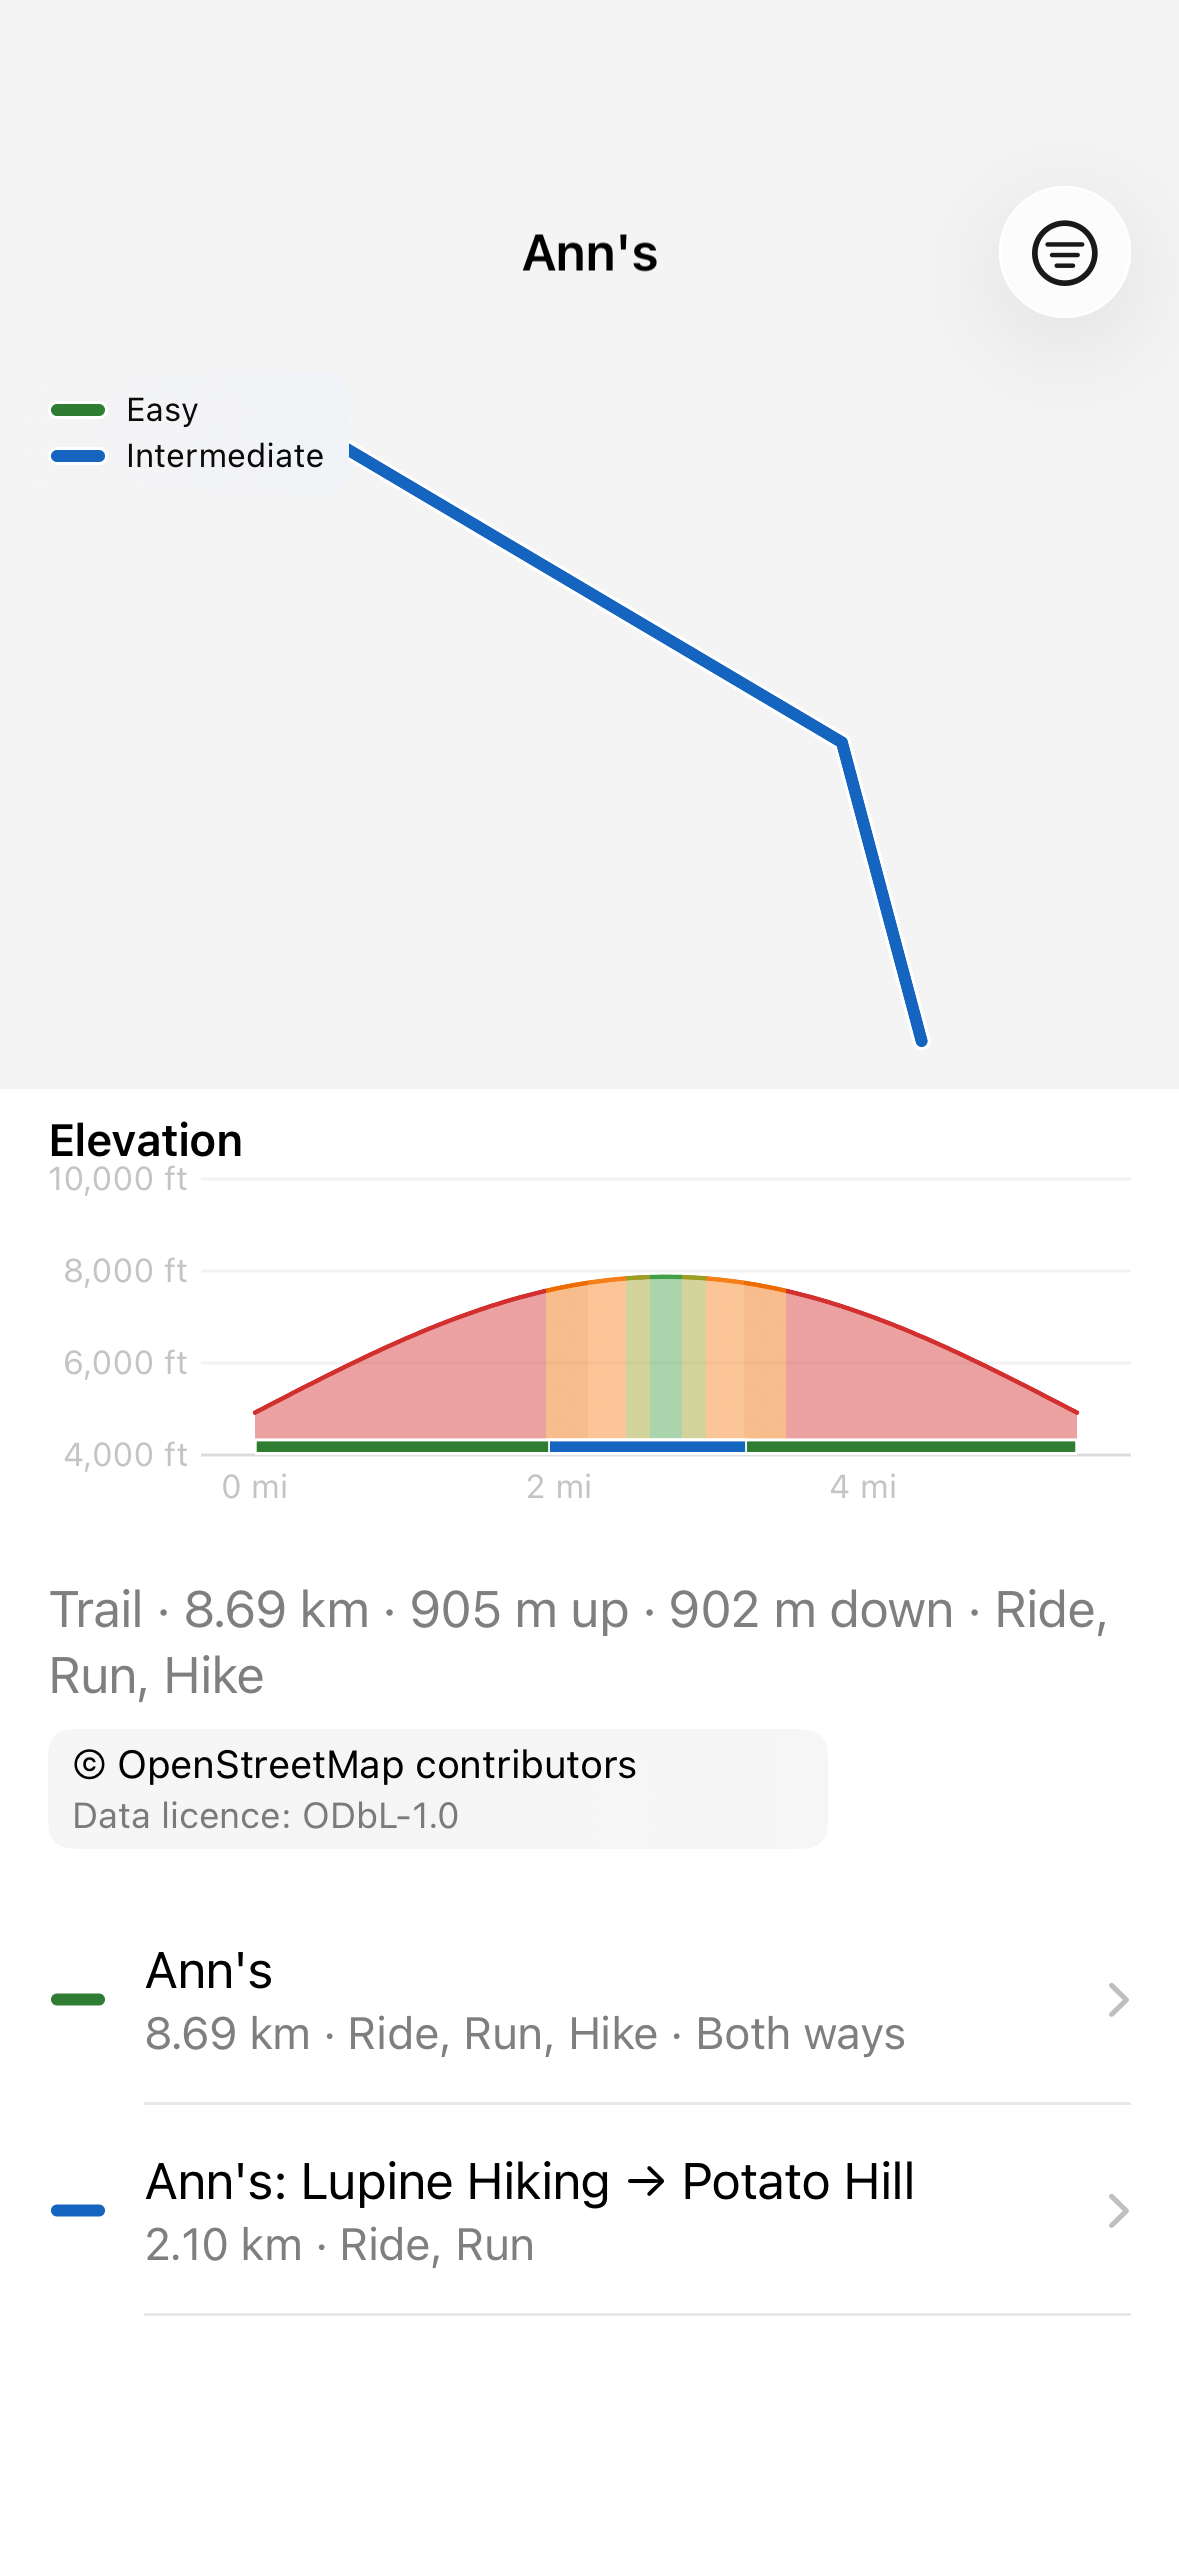 Ann's
Easy
Intermediate
Elevation
10,000 ft
8,000 ft
6,000 ft
4,000 ft
0 mi
2 mi
4 mi
Trail · 8.69 km · 905 m up · 902 m down · Ride,
Run, Hike
© OpenStreetMap contributors
Data licence: ODbL-1.0
Ann's
8.69 km · Ride, Run, Hike · Both ways
Ann's: Lupine Hiking → Potato Hill
2.10 km · Ride, Run